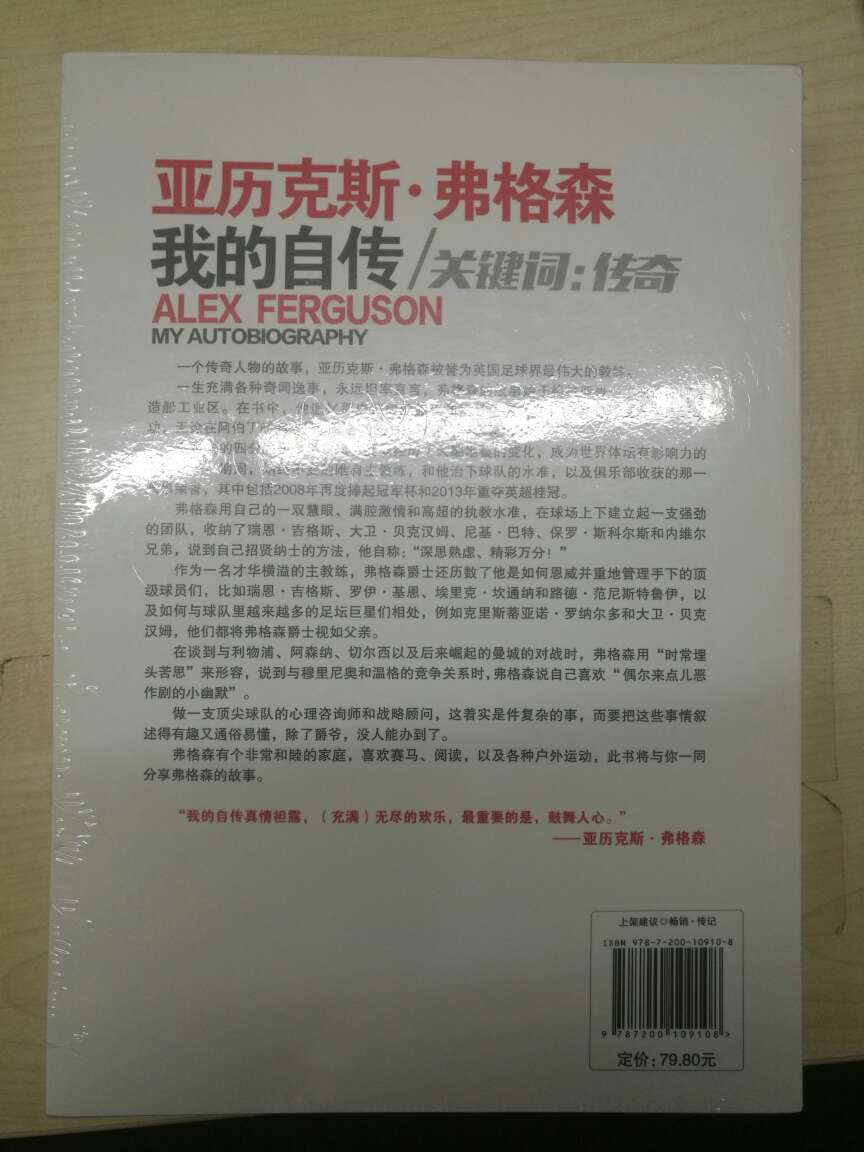 亚历克斯·弗格森
我的自传/关键词:传奇
ALEX FERGUSON
MY AUTOBIOGRAPHY
一个传奇人物的故事，亚历克斯·弗格森被誉为英国足球界最伟大的教练。
一生充满各种奇闻逸事，永远坦率直言，弗格森的故事始于
造船工业区。在书中，他
功，无论在阿伯丁
的四分 变化，成为世界体坛有影响力的
期间， 主教练，和他治下球队的水准，以及俱乐部收获的那一
荣誉，其中包括2008年再度捧起冠军杯和2013年重夺英超桂冠。
弗格森用自己的一双慧眼、满腔激情和高超的执教水准，在球场上下建立起一支强劲
的团队，收纳了瑞恩·吉格斯、大卫·贝克汉姆、尼基·巴特、保罗·斯科尔斯和内维尔
兄弟，说到自己招贤纳士的方法，他自称：“深思熟虑、精彩万分！”
作为一名才华横溢的主教练，弗格森爵士还历数了他是如何恩威并重地管理手下的顶
级球员们，比如瑞恩·吉格斯、罗伊·基恩、埃里克·坎通纳和路德·范尼斯特鲁伊，以
及如何与球队里越来越多的足坛巨星们相处，例如克里斯蒂亚诺·罗纳尔多和大卫·贝克
汉姆，他们都将弗格森爵士视如父亲。
在谈到与利物浦、阿森纳、切尔西以及后来崛起的曼城的对战时，弗格森用“时常埋
头苦思”来形容，说到与穆里尼奥和温格的竞争关系时，弗格森说自己喜欢“偶尔来点儿恶
作剧的小幽默”。
做一支顶尖球队的心理咨询师和战略顾问，这着实是件复杂的事，而要把这些事情叙
述得有趣又通俗易懂，除了爵爷，没人能办到了。
弗格森有个非常和睦的家庭，喜欢赛马、阅读，以及各种户外运动，此书将与你一同
分享弗格森的故事。
“我的自传真情袒露，（充满）无尽的欢乐，最重要的是，鼓舞人心。”
——亚历克斯·弗格森
上架建议◎畅销·传记
ISBN 978-7-200-10910-8
9 787200 109108>
定价：79.80元